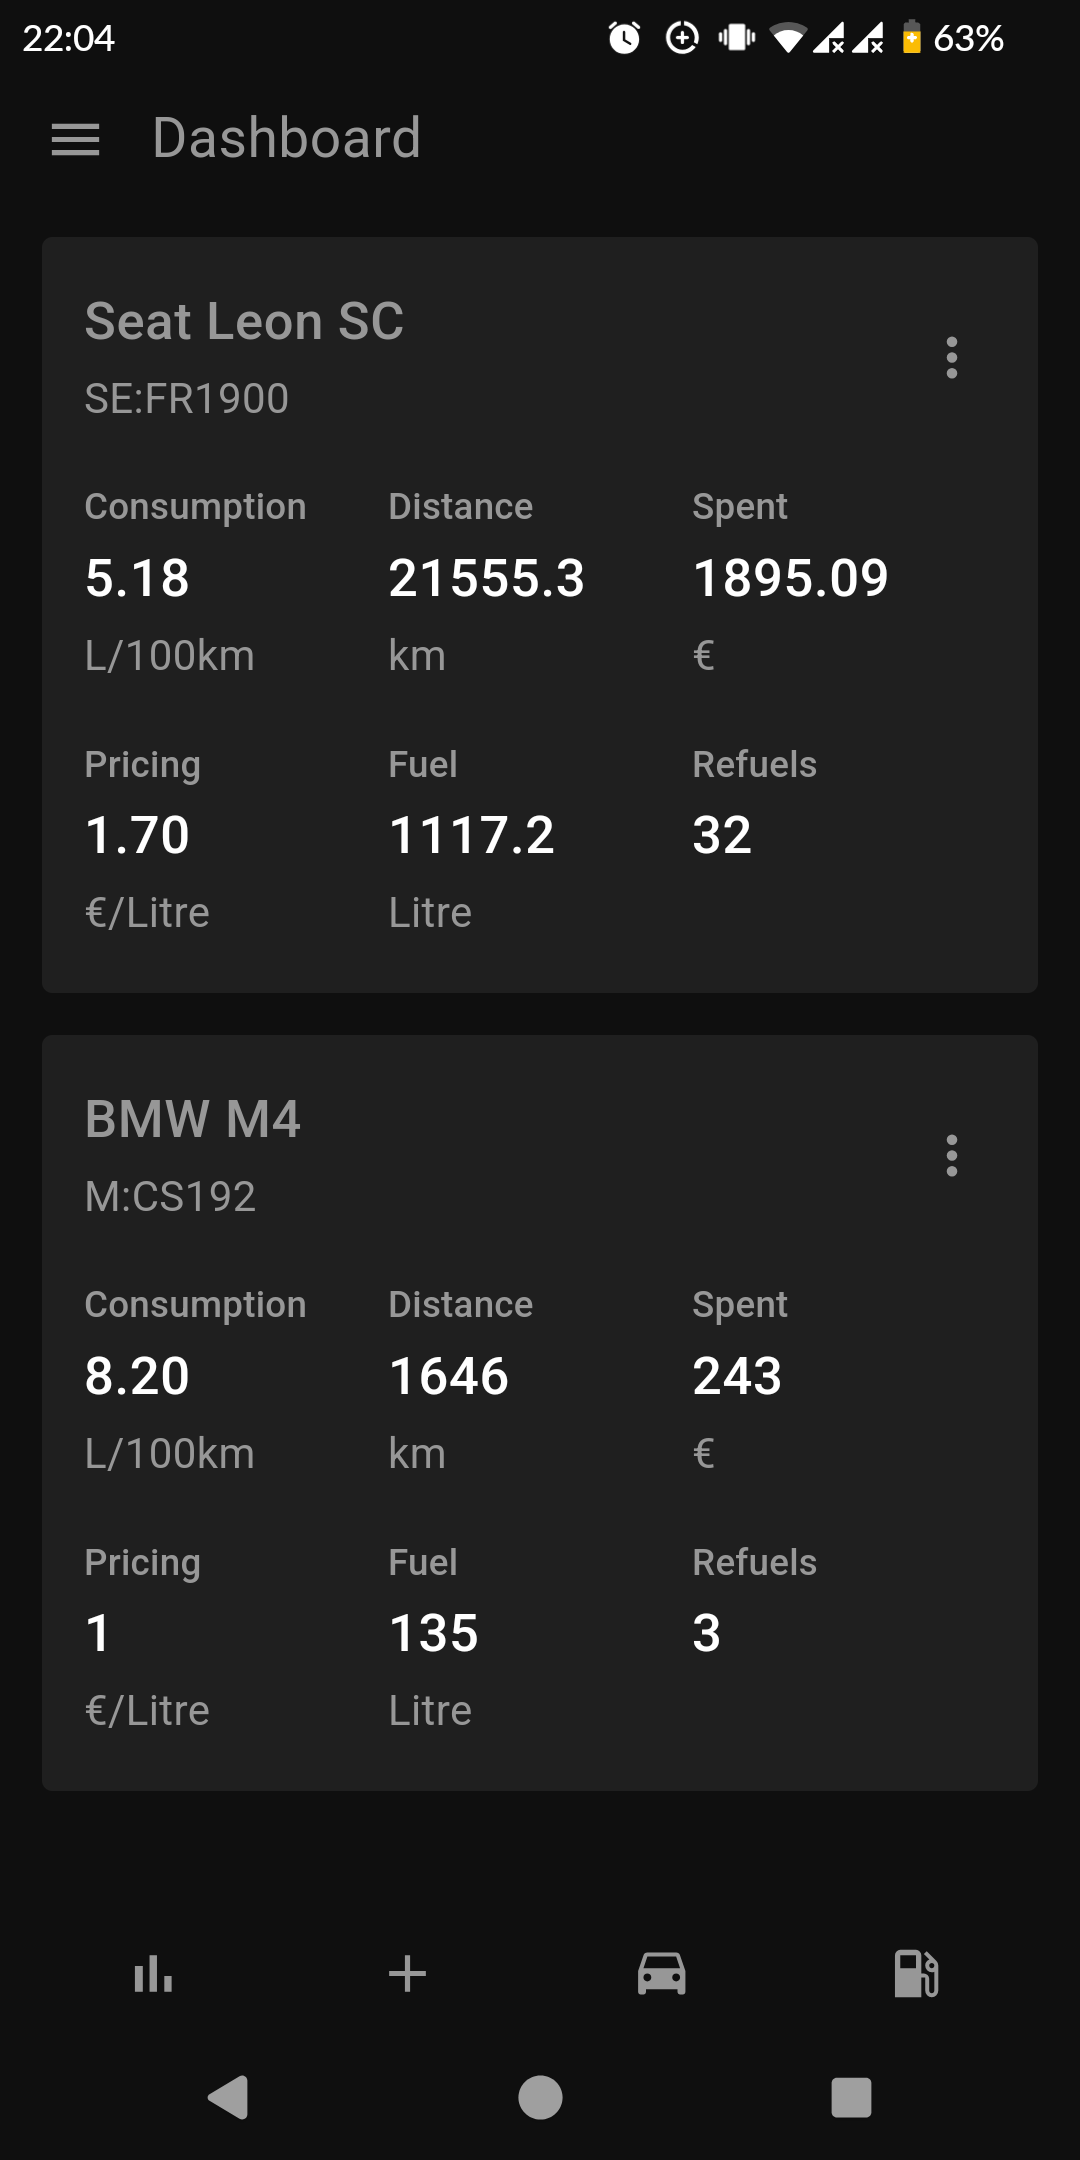 22:04 63%
Dashboard
Seat Leon SC
SE:FR1900
Consumption Distance Spent
5.18 21555.3 1895.09
L/100km km €
Pricing Fuel Refuels
1.70 1117.2 32
€/Litre Litre
BMW M4
M:CS192
Consumption Distance Spent
8.20 1646 243
L/100km km €
Pricing Fuel Refuels
1 135 3
€/Litre Litre